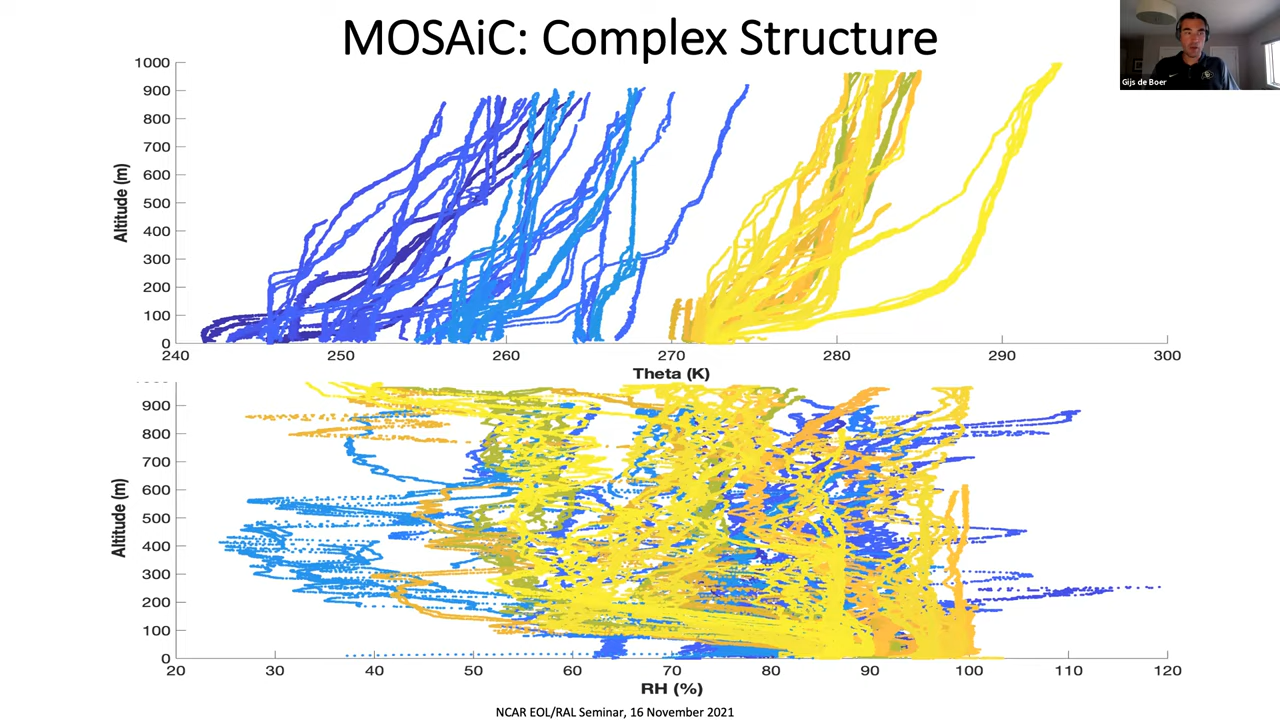 MOSAiC: Complex Structure
Gijs de Boer
1000
900
800
700
600
500
400
300
200
100
0
Altitude (m)
240 250 260 270 280 290 300
Theta (K)
900
800
700
600
500
400
300
200
100
0
Altitude (m)
20 30 40 50 60 70 80 90 100 110 120
RH (%)
NCAR EOL/RAL Seminar, 16 November 2021